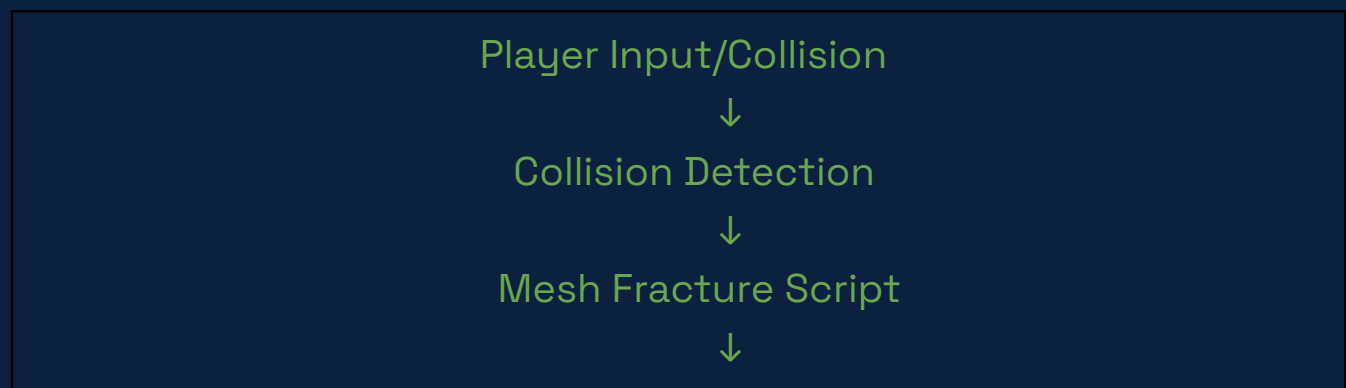 Player Input/Collision
↓
Collision Detection
↓
Mesh Fracture Script
↓